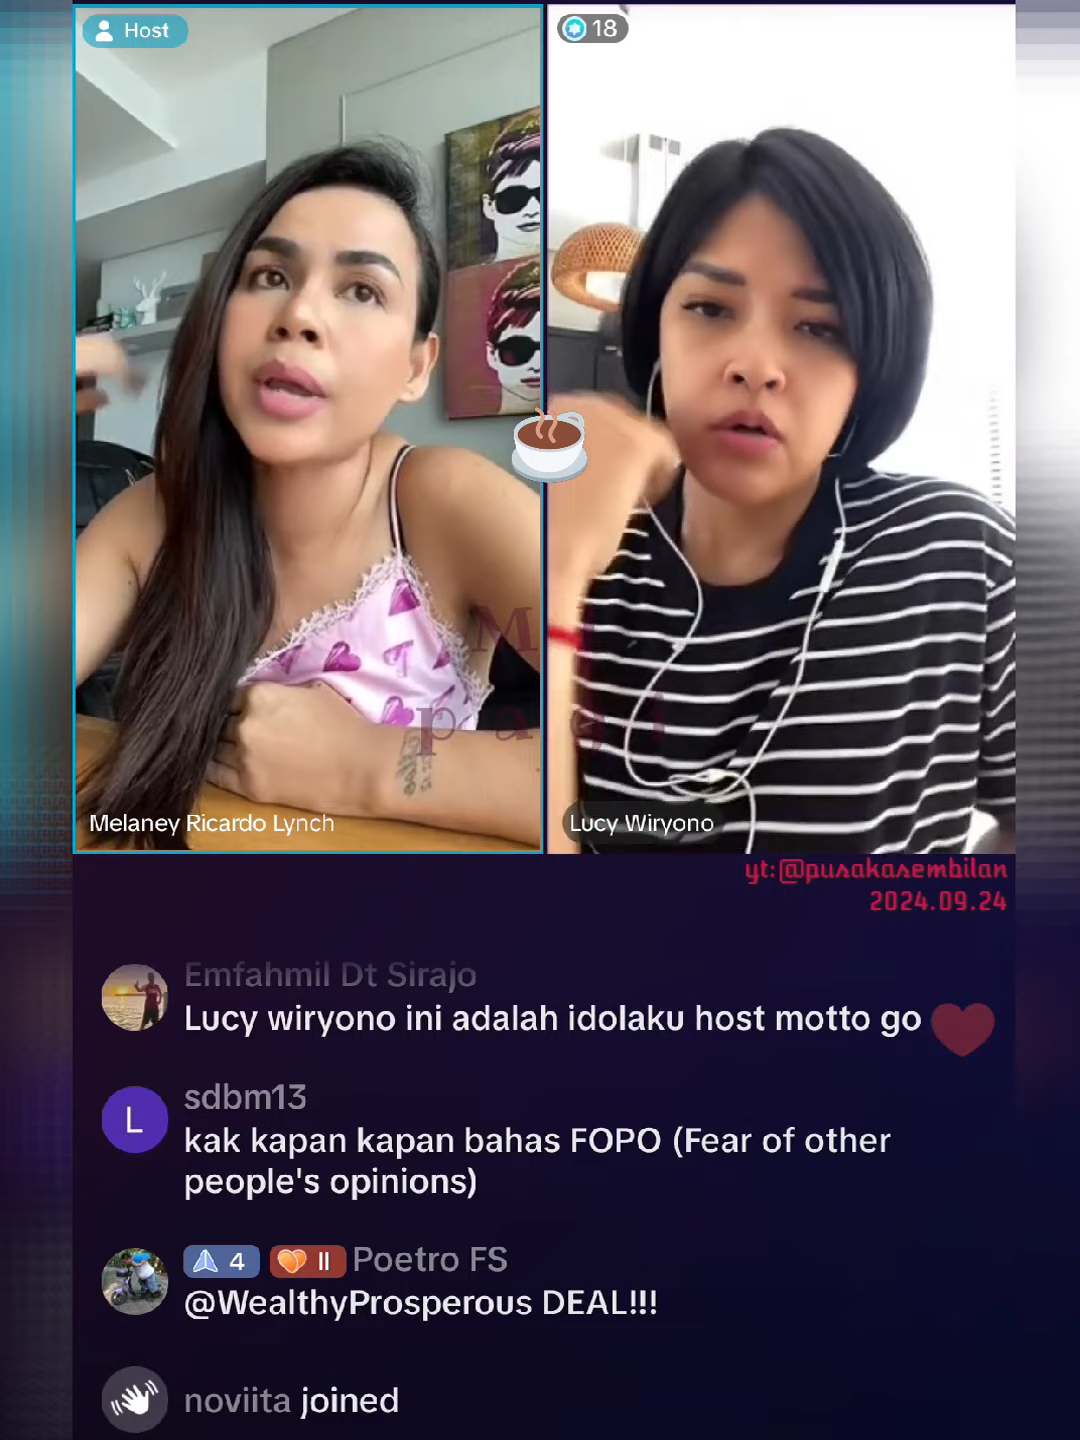 Host
18
M
p a g i
Melaney Ricardo Lynch
Lucy Wiryono
yt:@pusakasembilan
2024.09.24
Emfahmil Dt Sirajo
Lucy wiryono ini adalah idolaku host motto go
L
sdbm13
kak kapan kapan bahas FOPO (Fear of other
people's opinions)
4 II Poetro FS
@WealthyProsperous DEAL!!!
noviita joined